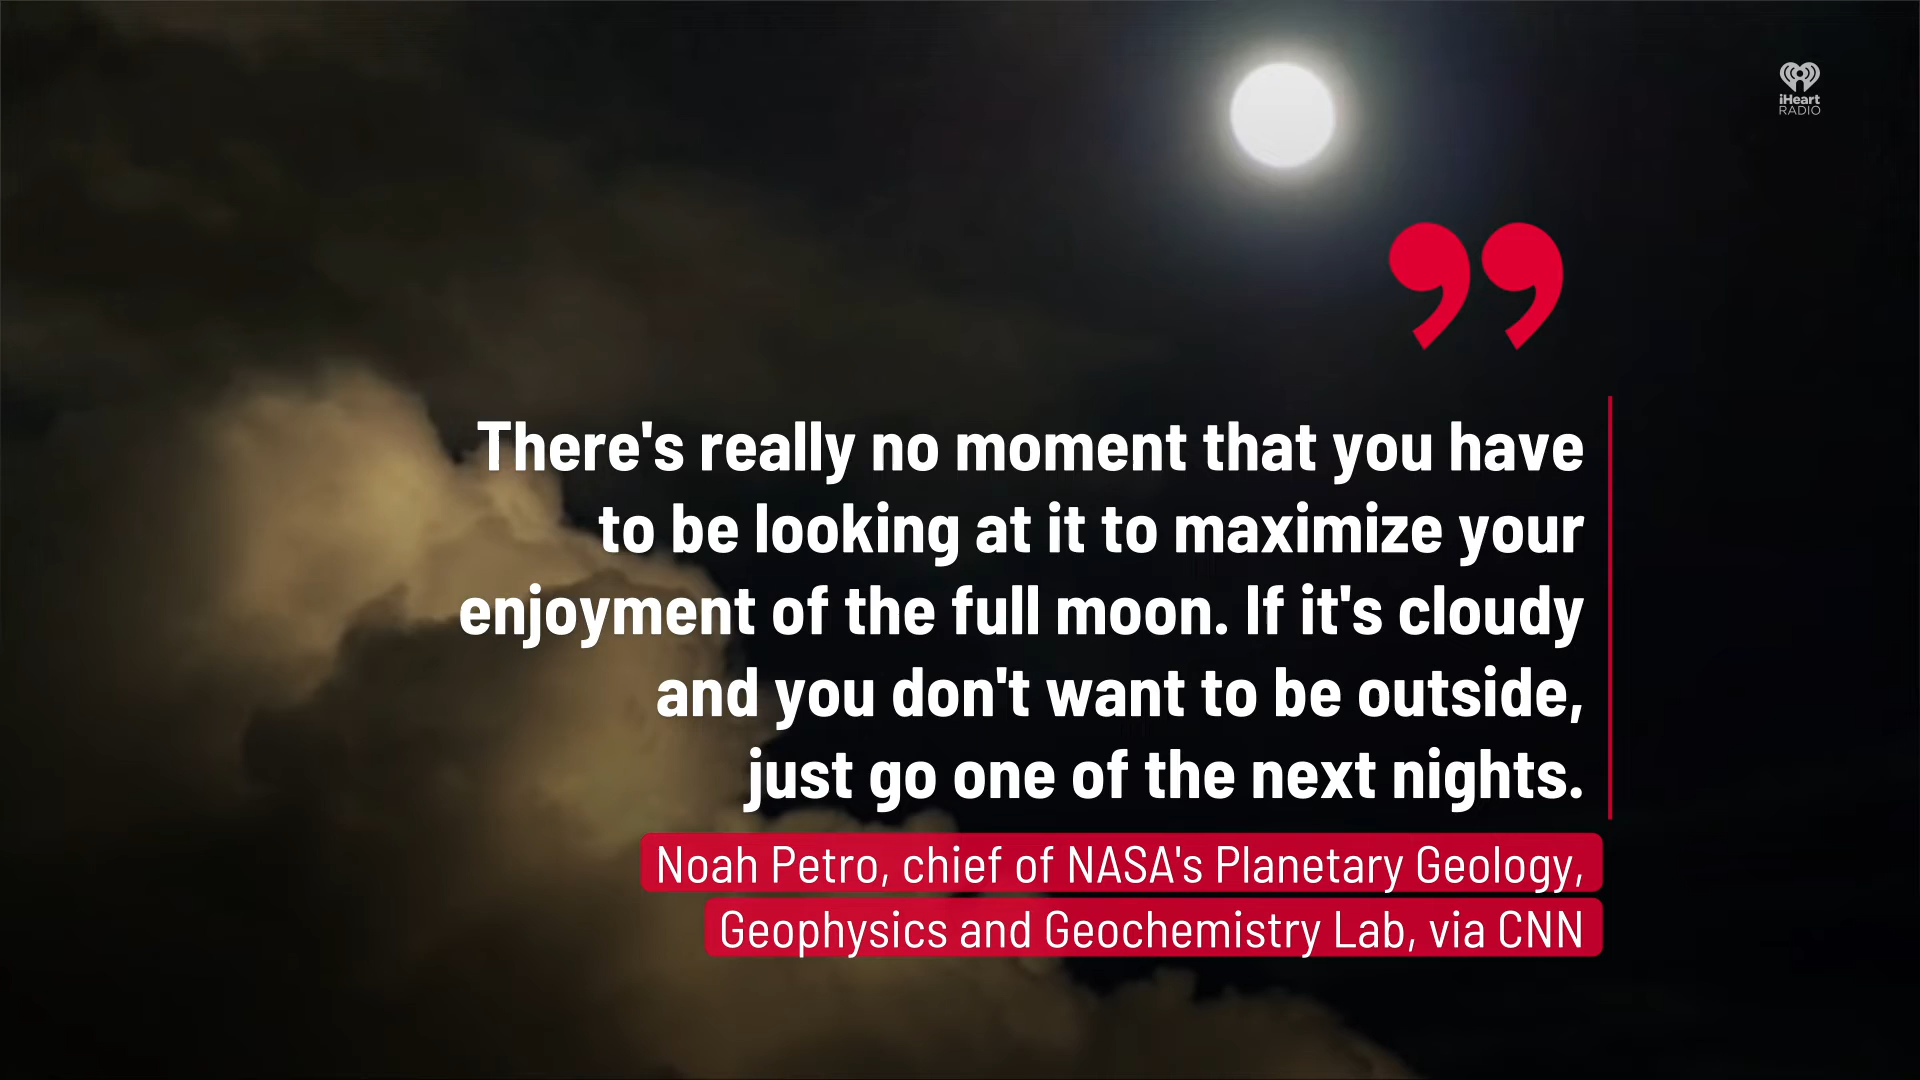 iHeart
RADIO
There's really no moment that you have
to be looking at it to maximize your
enjoyment of the full moon. If it's cloudy
and you don't want to be outside,
just go one of the next nights.
Noah Petro, chief of NASA's Planetary Geology,
Geophysics and Geochemistry Lab, via CNN